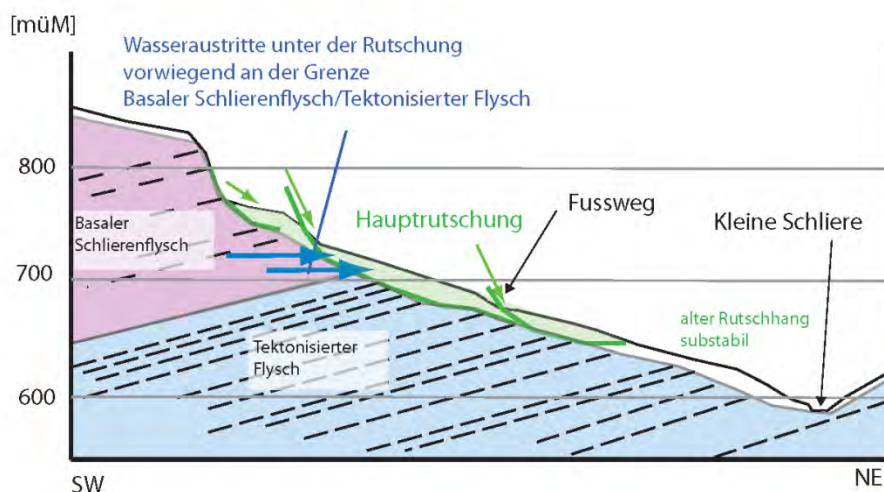 [müM]
Wasseraustritte unter der Rutschung
vorwiegend an der Grenze
Basaler Schlierenflysch/Tektonisierter Flysch
800
Basaler
Schlierenflysch
Hauptrutschung
Fussweg
Kleine Schliere
700
alter Rutschhang
substabil
Tektonisierter
Flysch
600
SW
NE